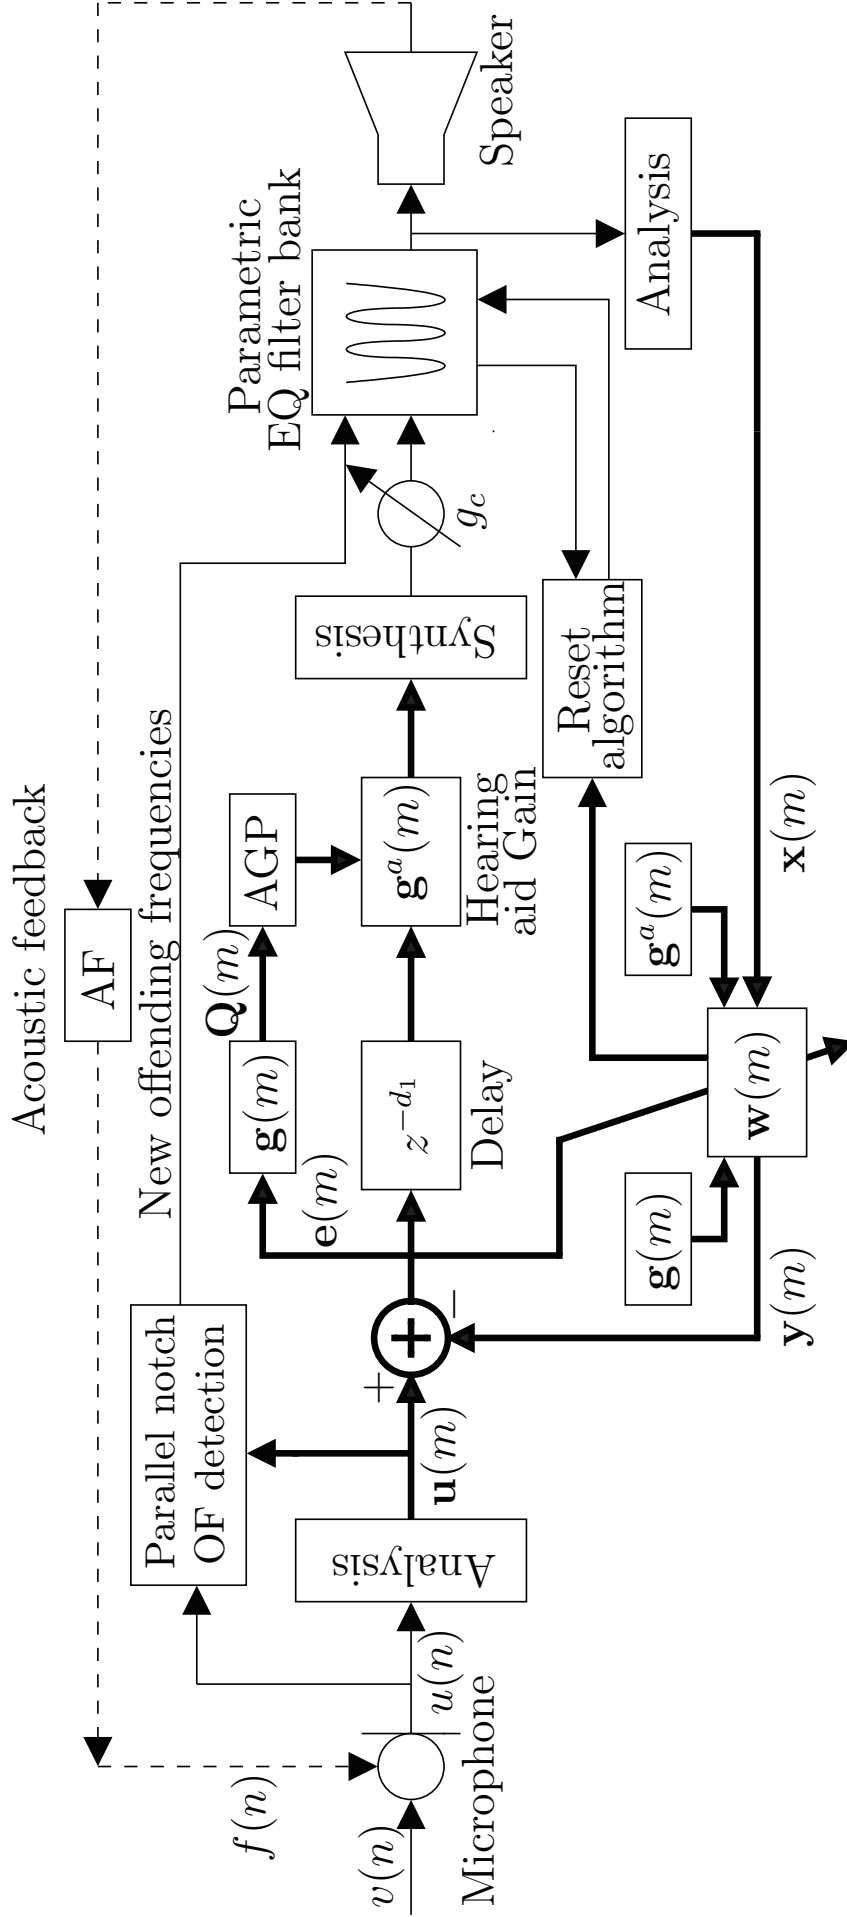 Acoustic feedback
AF
New offending frequencies
f(n)
v(n)
Microphone
u(n)
Analysis
u(m)
Parallel notch
OF detection
+
−
+
e(m)
g(m)
Q(m)
AGP
z^{−d_1}
Delay
g^a(m)
Hearing
aid Gain
Synthesis
g_c
Parametric
EQ filter bank
Speaker
Analysis
Reset
algorithm
x(m)
g^a(m)
w(m)
g(m)
y(m)